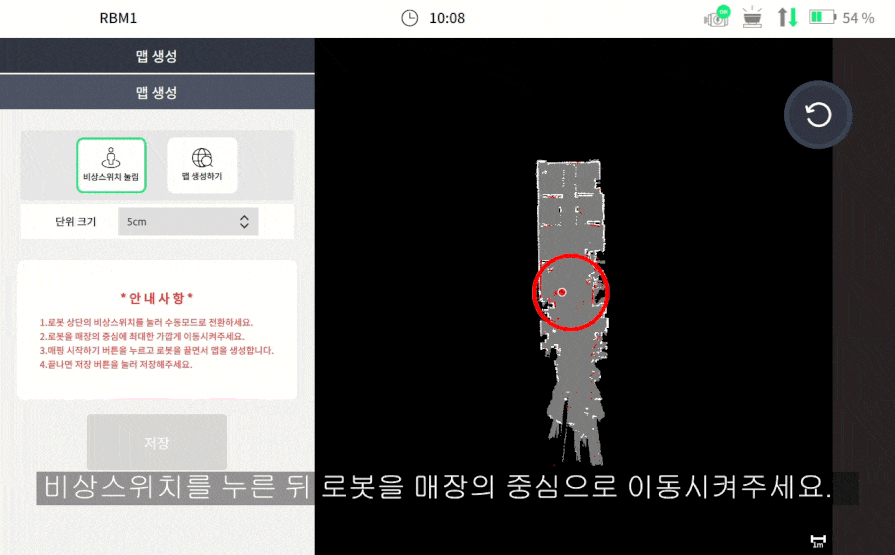 RBM1
10:08
ON
54 %
맵 생성
맵 생성
비상스위치 눌림
맵 생성하기
단위 크기
5cm
* 안 내 사 항 *
1.로봇 상단의 비상스위치를 눌러 수동모드로 전환하세요.
2.로봇을 매장의 중심에 최대한 가깝게 이동시켜주세요.
3.매핑 시작하기 버튼을 누르고 로봇을 끌면서 맵을 생성합니다.
4.끝나면 저장 버튼을 눌러 저장해주세요.
저장
비상스위치를 누른 뒤 로봇을 매장의 중심으로 이동시켜주세요.
1m